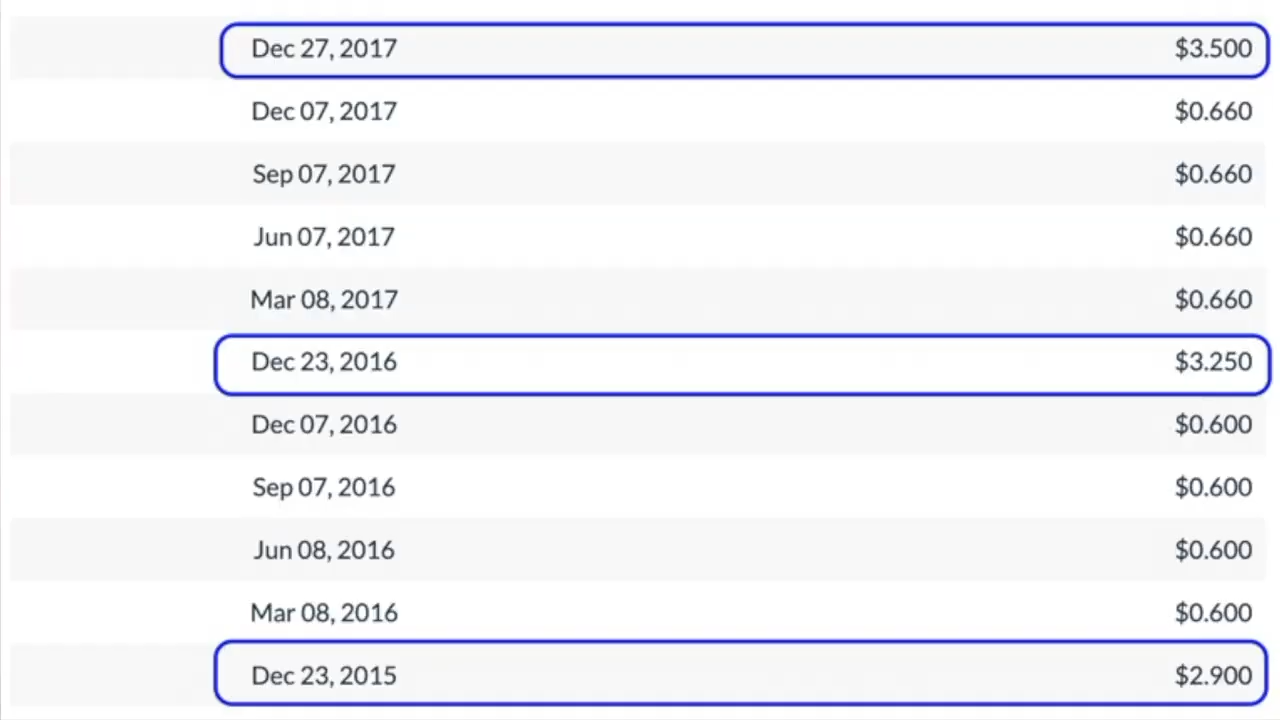 Dec 27, 2017 $3.500
Dec 07, 2017 $0.660
Sep 07, 2017 $0.660
Jun 07, 2017 $0.660
Mar 08, 2017 $0.660
Dec 23, 2016 $3.250
Dec 07, 2016 $0.600
Sep 07, 2016 $0.600
Jun 08, 2016 $0.600
Mar 08, 2016 $0.600
Dec 23, 2015 $2.900